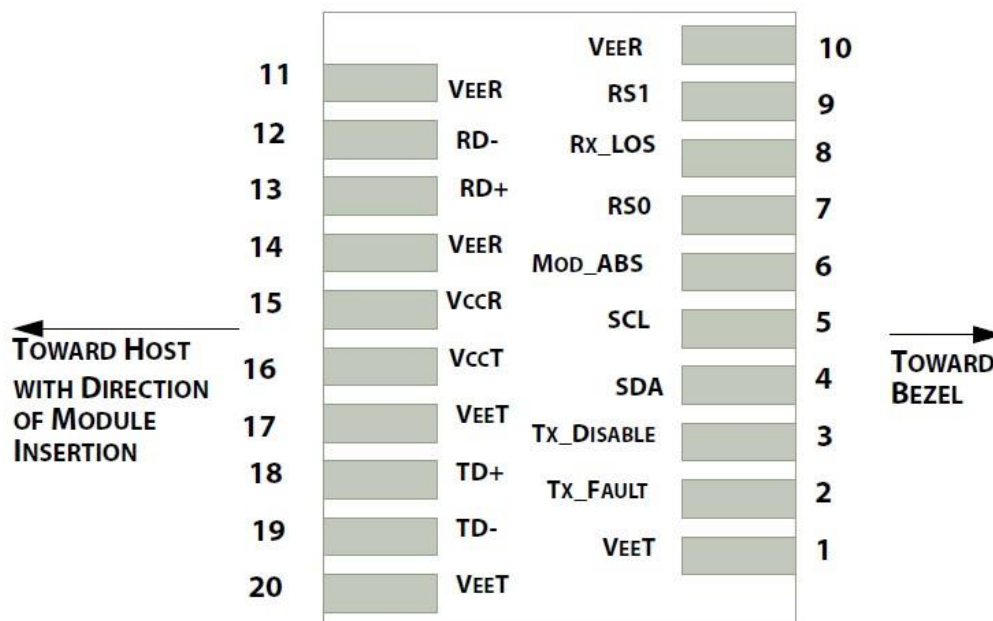 11 VEER
12 RD-
13 RD+
14 VEER
15 VCCR
16 VCCT
17 VEET
18 TD+
19 TD-
20 VEET
VEER 10
RS1 9
RX_LOS 8
RS0 7
MOD_ABS 6
SCL 5
SDA 4
TX_DISABLE 3
TX_FAULT 2
VEET 1
TOWARD HOST
WITH DIRECTION
OF MODULE
INSERTION
TOWARD
BEZEL